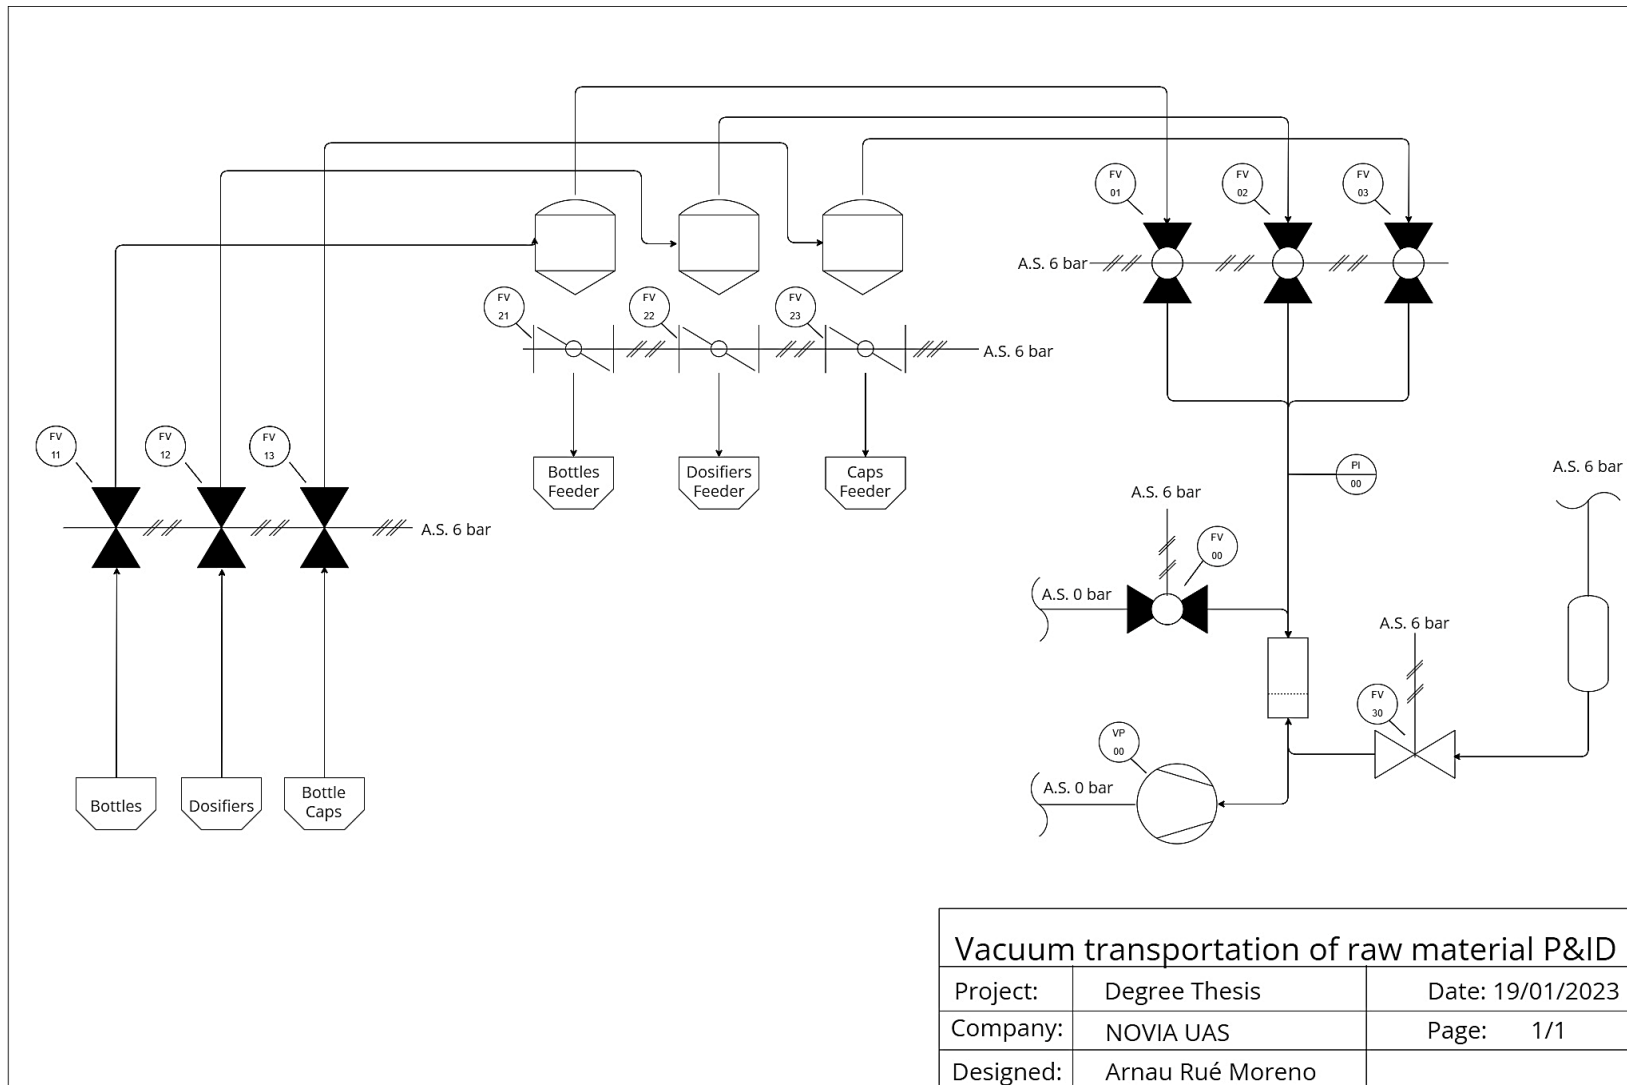 FV
01
FV
02
FV
03
A.S. 6 bar
FV
21
FV
22
FV
23
A.S. 6 bar
FV
11
FV
12
FV
13
Bottles
Feeder
Dosifiers
Feeder
Caps
Feeder
PI
00
A.S. 6 bar
A.S. 6 bar
A.S. 6 bar
FV
00
A.S. 0 bar
A.S. 6 bar
FV
30
VP
00
A.S. 0 bar
Bottles
Dosifiers
Bottle
Caps
Vacuum transportation of raw material P&ID
Project: Degree Thesis Date: 19/01/2023
Company: NOVIA UAS Page: 1/1
Designed: Arnau Rué Moreno